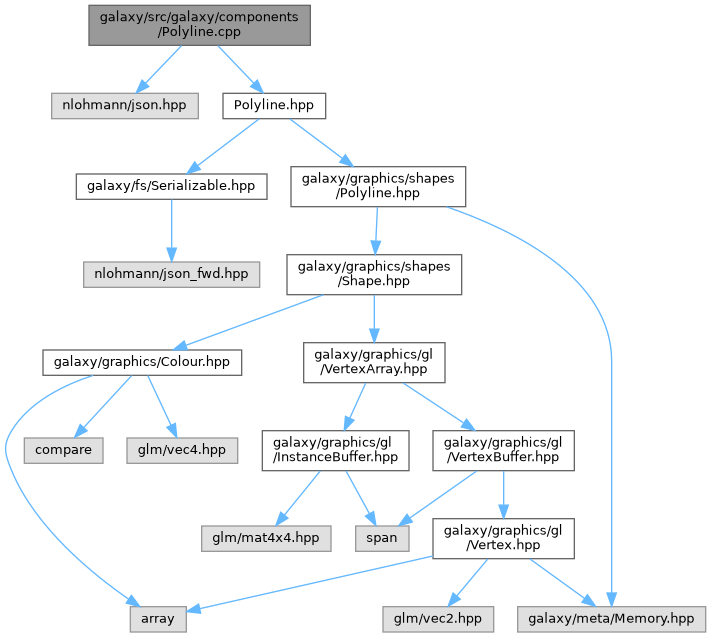 galaxy/src/galaxy/components
/Polyline.cpp
nlohmann/json.hpp
Polyline.hpp
galaxy/fs/Serializable.hpp
galaxy/graphics/shapes
/Polyline.hpp
nlohmann/json_fwd.hpp
galaxy/graphics/shapes
/Shape.hpp
galaxy/graphics/Colour.hpp
galaxy/graphics/gl
/VertexArray.hpp
compare
glm/vec4.hpp
galaxy/graphics/gl
/InstanceBuffer.hpp
galaxy/graphics/gl
/VertexBuffer.hpp
glm/mat4x4.hpp
span
galaxy/graphics/gl
/Vertex.hpp
array
glm/vec2.hpp
galaxy/meta/Memory.hpp